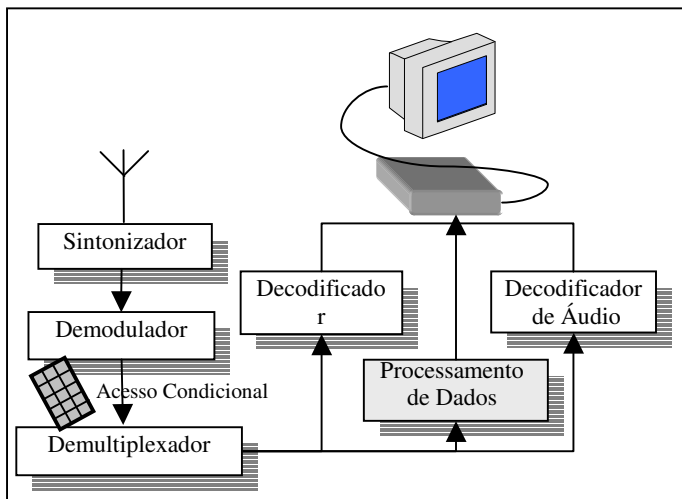 Sintonizador
Demodulador
Acesso Condicional
Demultiplexador
Decodificado
r
Processamento
de Dados
Decodificador
de Áudio